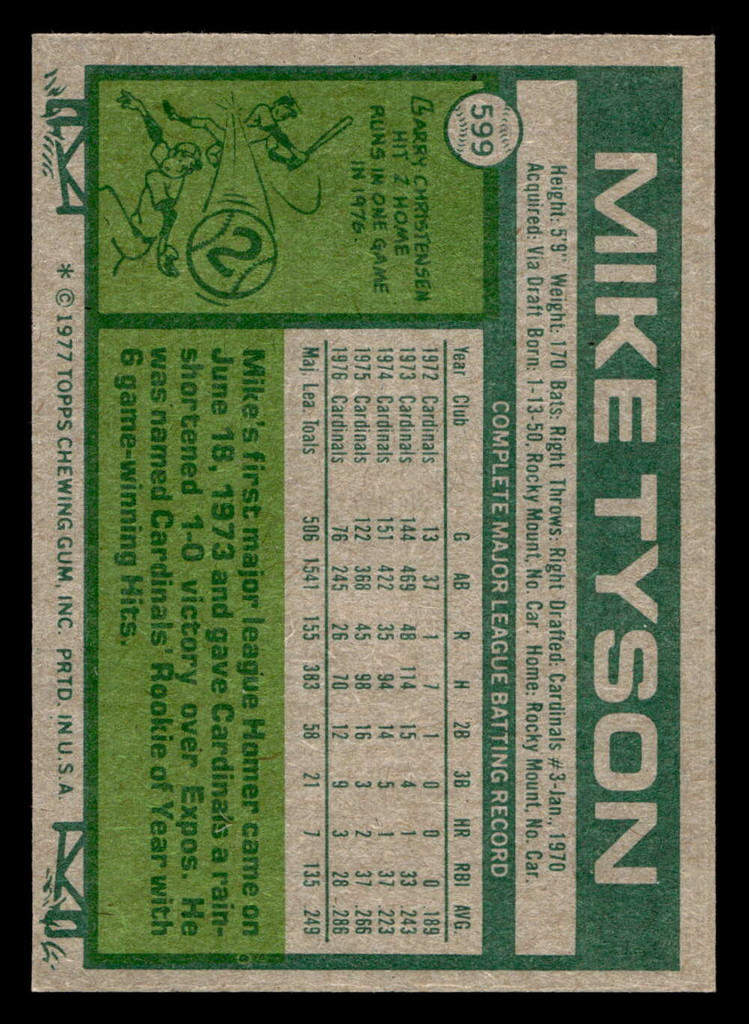 MIKE TYSON
599
Height: 5'9" Weight: 170 Bats: Right Throws: Right Drafted: Cardinals #3-Jan., 1970
Acquired: Via Draft Born: 1-13-50, Rocky Mount, No. Car. Home: Rocky Mount, No. Car.
COMPLETE MAJOR LEAGUE BATTING RECORD
Year Club G AB R H 2B 3B HR RBI AVG.
1972 Cardinals 13 37 1 7 1 0 0 0 .189
1973 Cardinals 144 469 48 114 15 4 1 33 .243
1974 Cardinals 151 422 35 94 14 5 1 37 .223
1975 Cardinals 122 368 45 98 16 3 2 37 .266
1976 Cardinals 76 245 26 70 12 9 3 28 .286
Maj. Lea. Toals 506 1541 155 383 58 21 7 135 .249
BARRY CHRISTENSEN
HIT 2 HOME
RUNS IN ONE GAME
IN 1976.
2
Mike's first major league Homer came on
June 18, 1973 and gave Cardinals a rain-
shortened 1-0 victory over Expos. He
was named Cardinals' Rookie of Year with
6 game-winning Hits.
* © 1977 TOPPS CHEWING GUM, INC. PRTD. IN U.S.A.